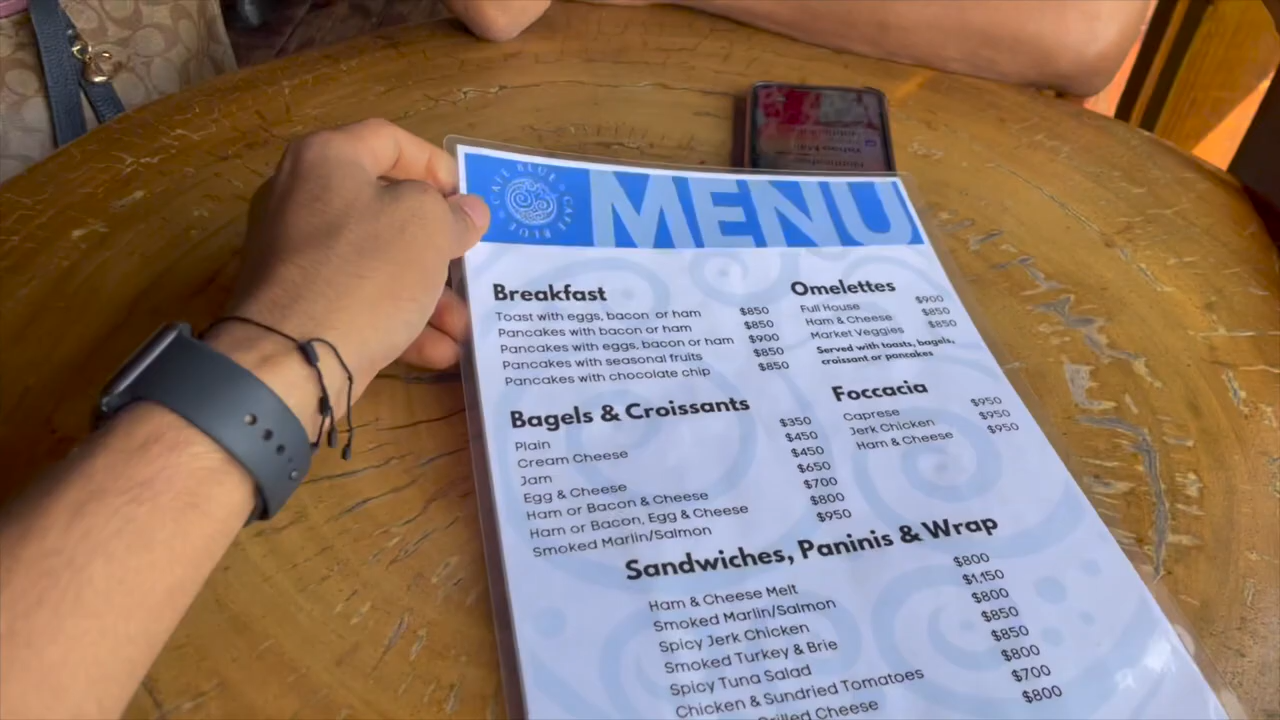 CAFE BLUE CAFE BLUE
MENU
Breakfast
Toast with eggs, bacon or ham $850
Pancakes with bacon or ham $850
Pancakes with eggs, bacon or ham $900
Pancakes with seasonal fruits $850
Pancakes with chocolate chip $850
Omelettes
Full House $900
Ham & Cheese $850
Market Veggies $850
Served with toasts, bagels,
croissant or pancakes
Bagels & Croissants
Plain $350
Cream Cheese $450
Jam $450
Egg & Cheese $650
Ham or Bacon & Cheese $700
Ham or Bacon, Egg & Cheese $800
Smoked Marlin/Salmon $950
Foccacia
Caprese $950
Jerk Chicken $950
Ham & Cheese $950
Sandwiches, Paninis & Wrap
Ham & Cheese Melt $800
Smoked Marlin/Salmon $1,150
Spicy Jerk Chicken $800
Smoked Turkey & Brie $850
Spicy Tuna Salad $850
Chicken & Sundried Tomatoes $800
Grilled Cheese $700
$800